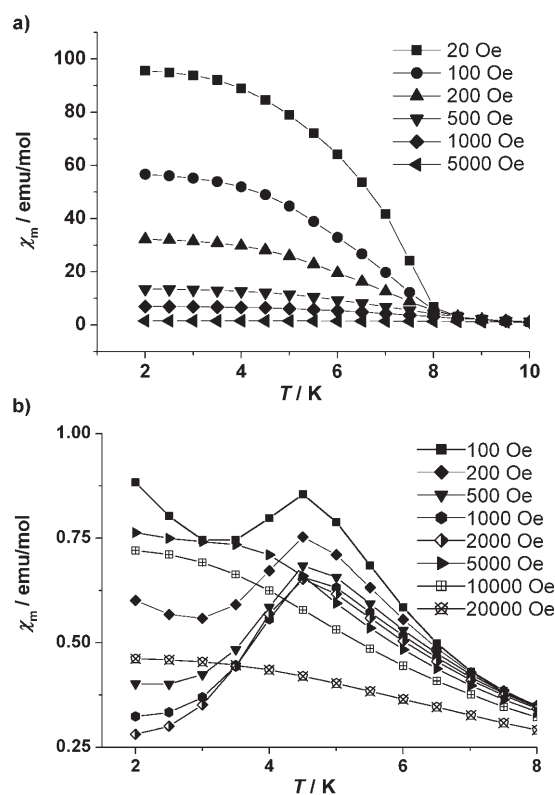 a)
20 Oe
100 Oe
200 Oe
500 Oe
1000 Oe
5000 Oe
100
80
60
40
20
0
χm / emu/mol
2 4 6 8 10
T / K
b)
100 Oe
200 Oe
500 Oe
1000 Oe
2000 Oe
5000 Oe
10000 Oe
20000 Oe
1.00
0.75
0.50
0.25
χm / emu/mol
2 4 6 8
T / K